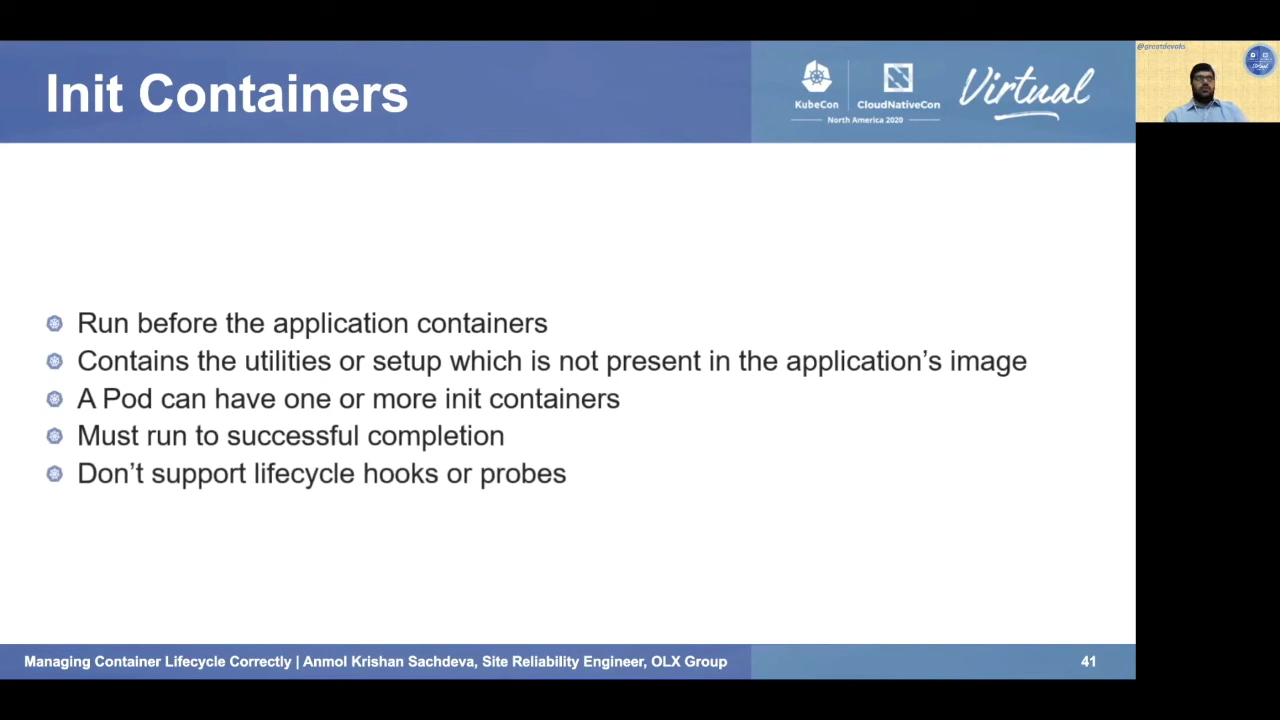 Init Containers
KubeCon
CloudNativeCon
North America 2020
Virtual
@greatdevaks
Run before the application containers
Contains the utilities or setup which is not present in the application's image
A Pod can have one or more init containers
Must run to successful completion
Don't support lifecycle hooks or probes
Managing Container Lifecycle Correctly | Anmol Krishan Sachdeva, Site Reliability Engineer, OLX Group
41